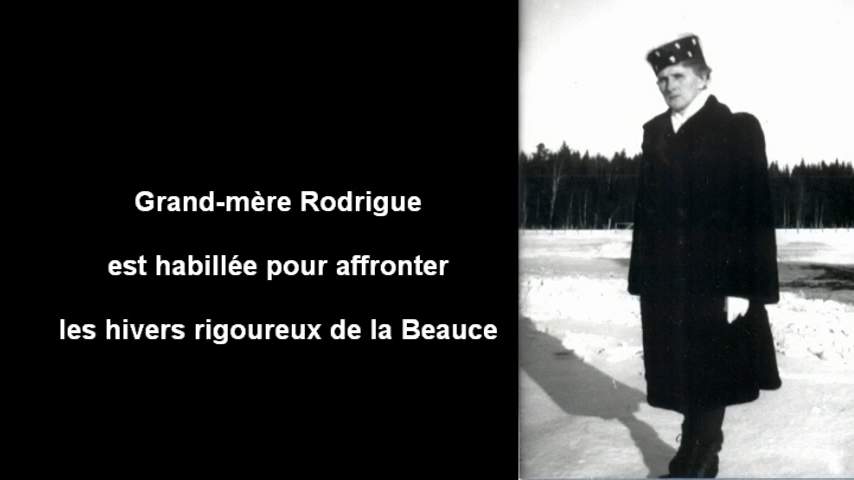 Grand-mère Rodrigue
est habillée pour affronter
les hivers rigoureux de la Beauce